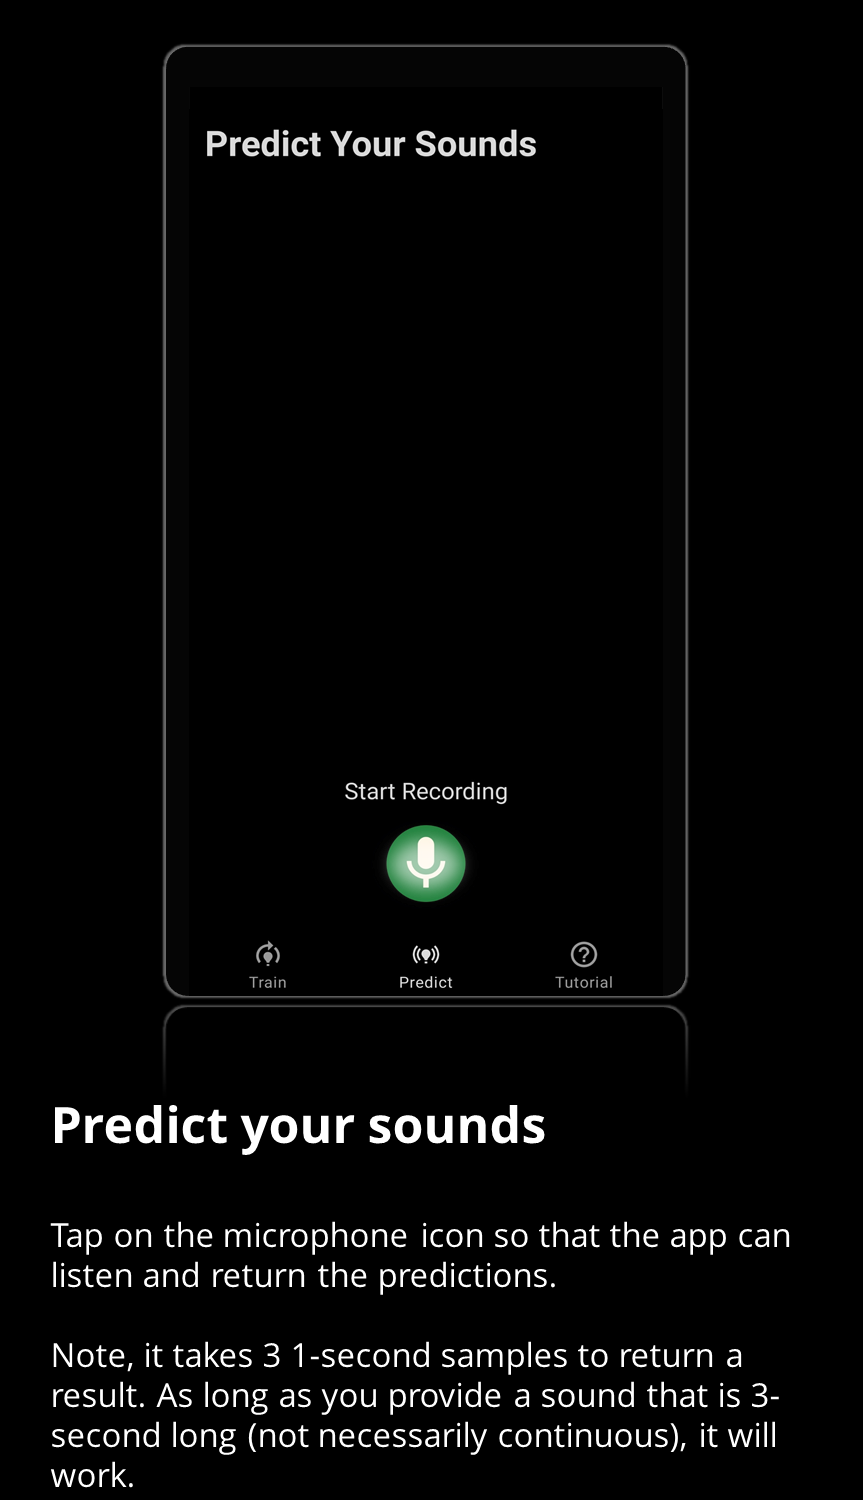 Predict Your Sounds
Start Recording
Train
Predict
Tutorial
Predict your sounds
Tap on the microphone icon so that the app can
listen and return the predictions.
Note, it takes 3 1-second samples to return a
result. As long as you provide a sound that is 3-
second long (not necessarily continuous), it will
work.